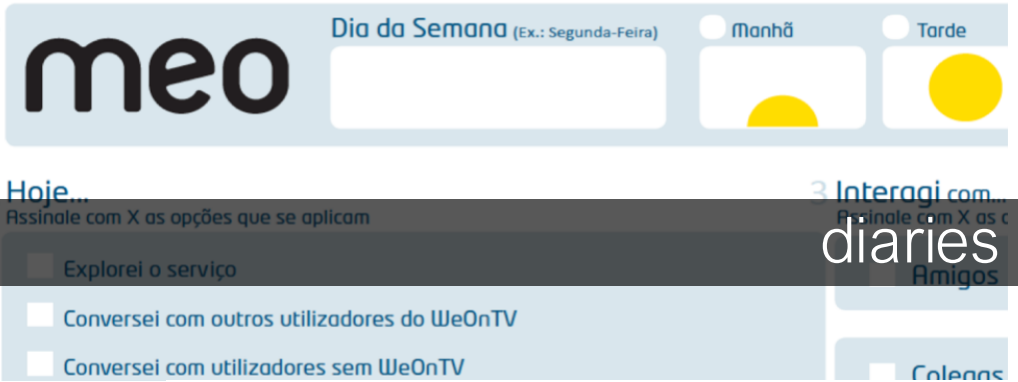 meo
Dia da Semana (Ex.: Segunda-Feira)
Manhã
Tarde
Hoje...
Assinale com X as opções que se aplicam
Explorei o serviço
Conversei com outros utilizadores do WeOnTV
Conversei com utilizadores sem WeOnTV
3 Interagi com...
Assinale com X as o
Amigos
Colegas
diaries